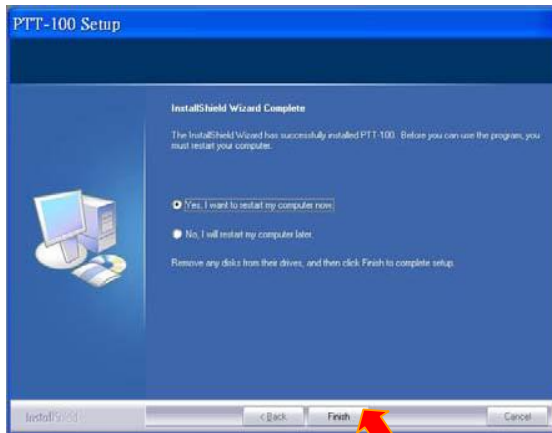 PTT-100 Setup
InstallShield Wizard Complete
The InstallShield Wizard has successfully installed PTT-100. Before you can use the program, you
must restart your computer.
Yes, I want to restart my computer now.
No, I will restart my computer later.
Remove any disks from their drives, and then click Finish to complete setup.
InstallShield
< Back
Finish
Cancel